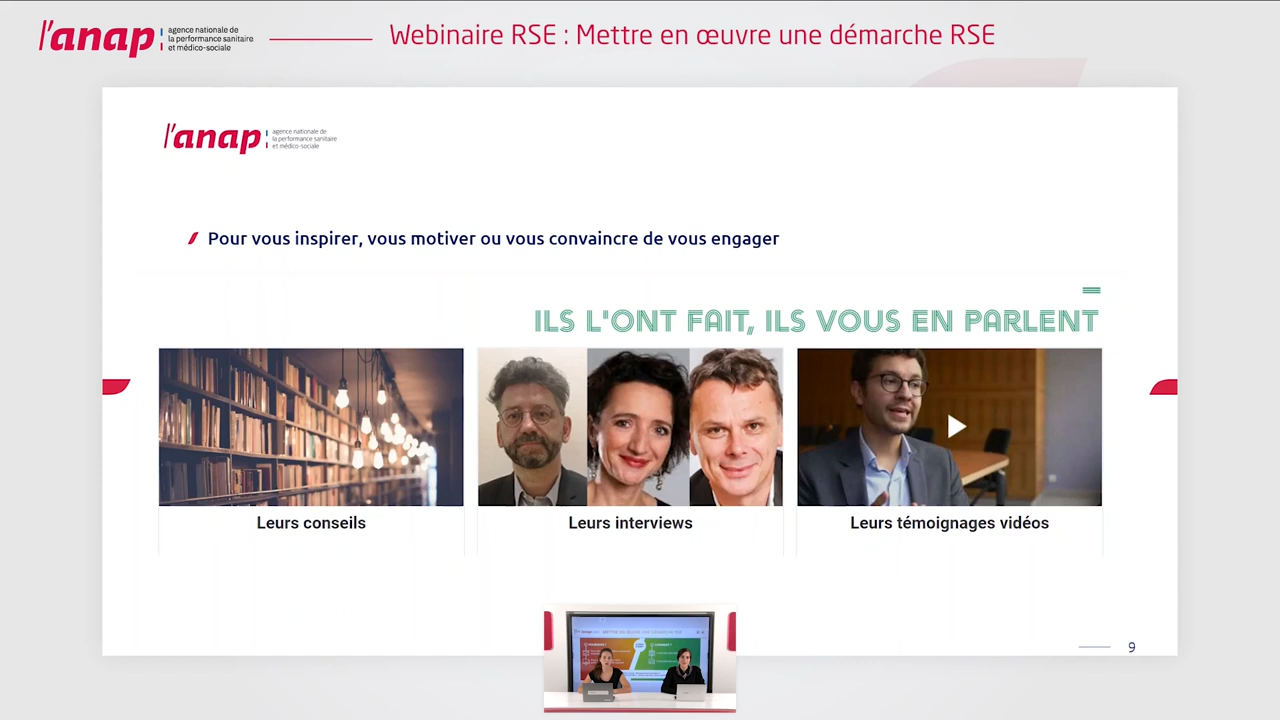 l'anap
agence nationale de
la performance sanitaire
et médico-sociale
Webinaire RSE : Mettre en œuvre une démarche RSE
l'anap
agence nationale de
la performance sanitaire
et médico-sociale
Pour vous inspirer, vous motiver ou vous convaincre de vous engager
ILS L'ONT FAIT, ILS VOUS EN PARLENT
Leurs conseils
Leurs interviews
Leurs témoignages vidéos
9